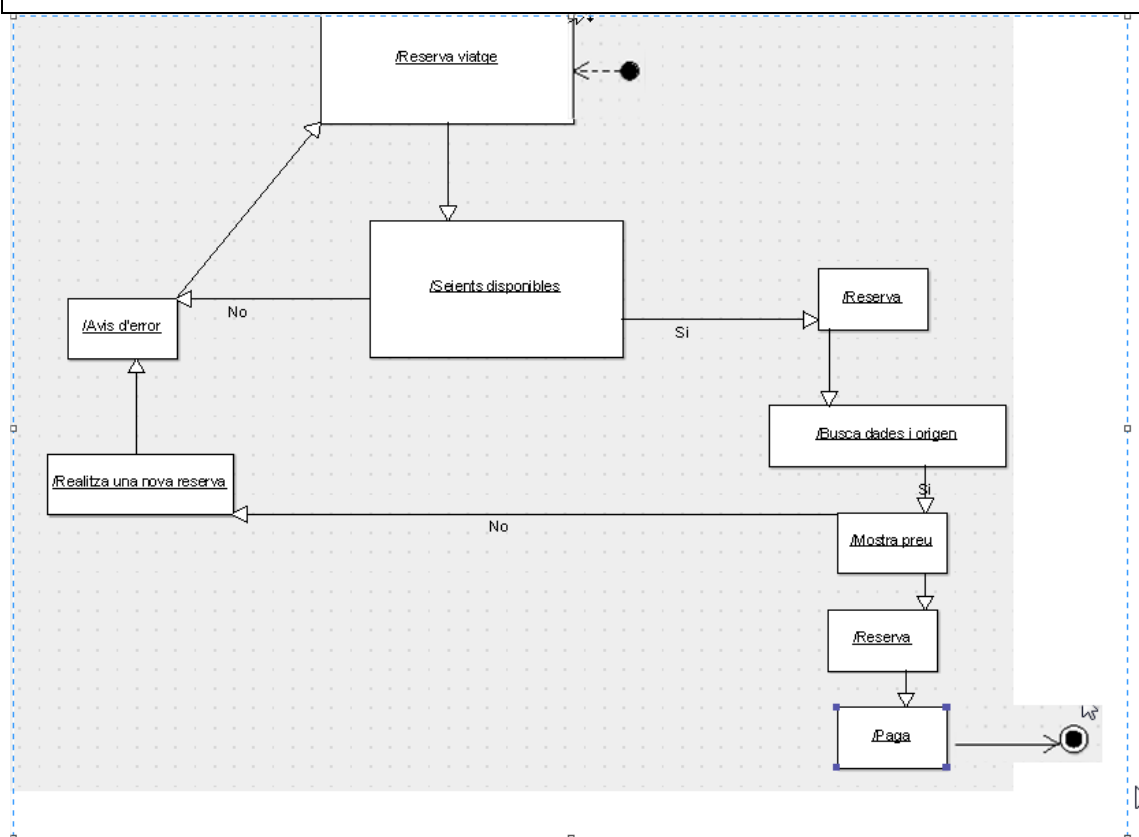 /Reserva viatge
/Seients disponibles
/Reserva
/Avis d'error
No
Si
/Busca dades i origen
/Realitza una nova reserva
Si
No
/Mostra preu
/Reserva
/Paga